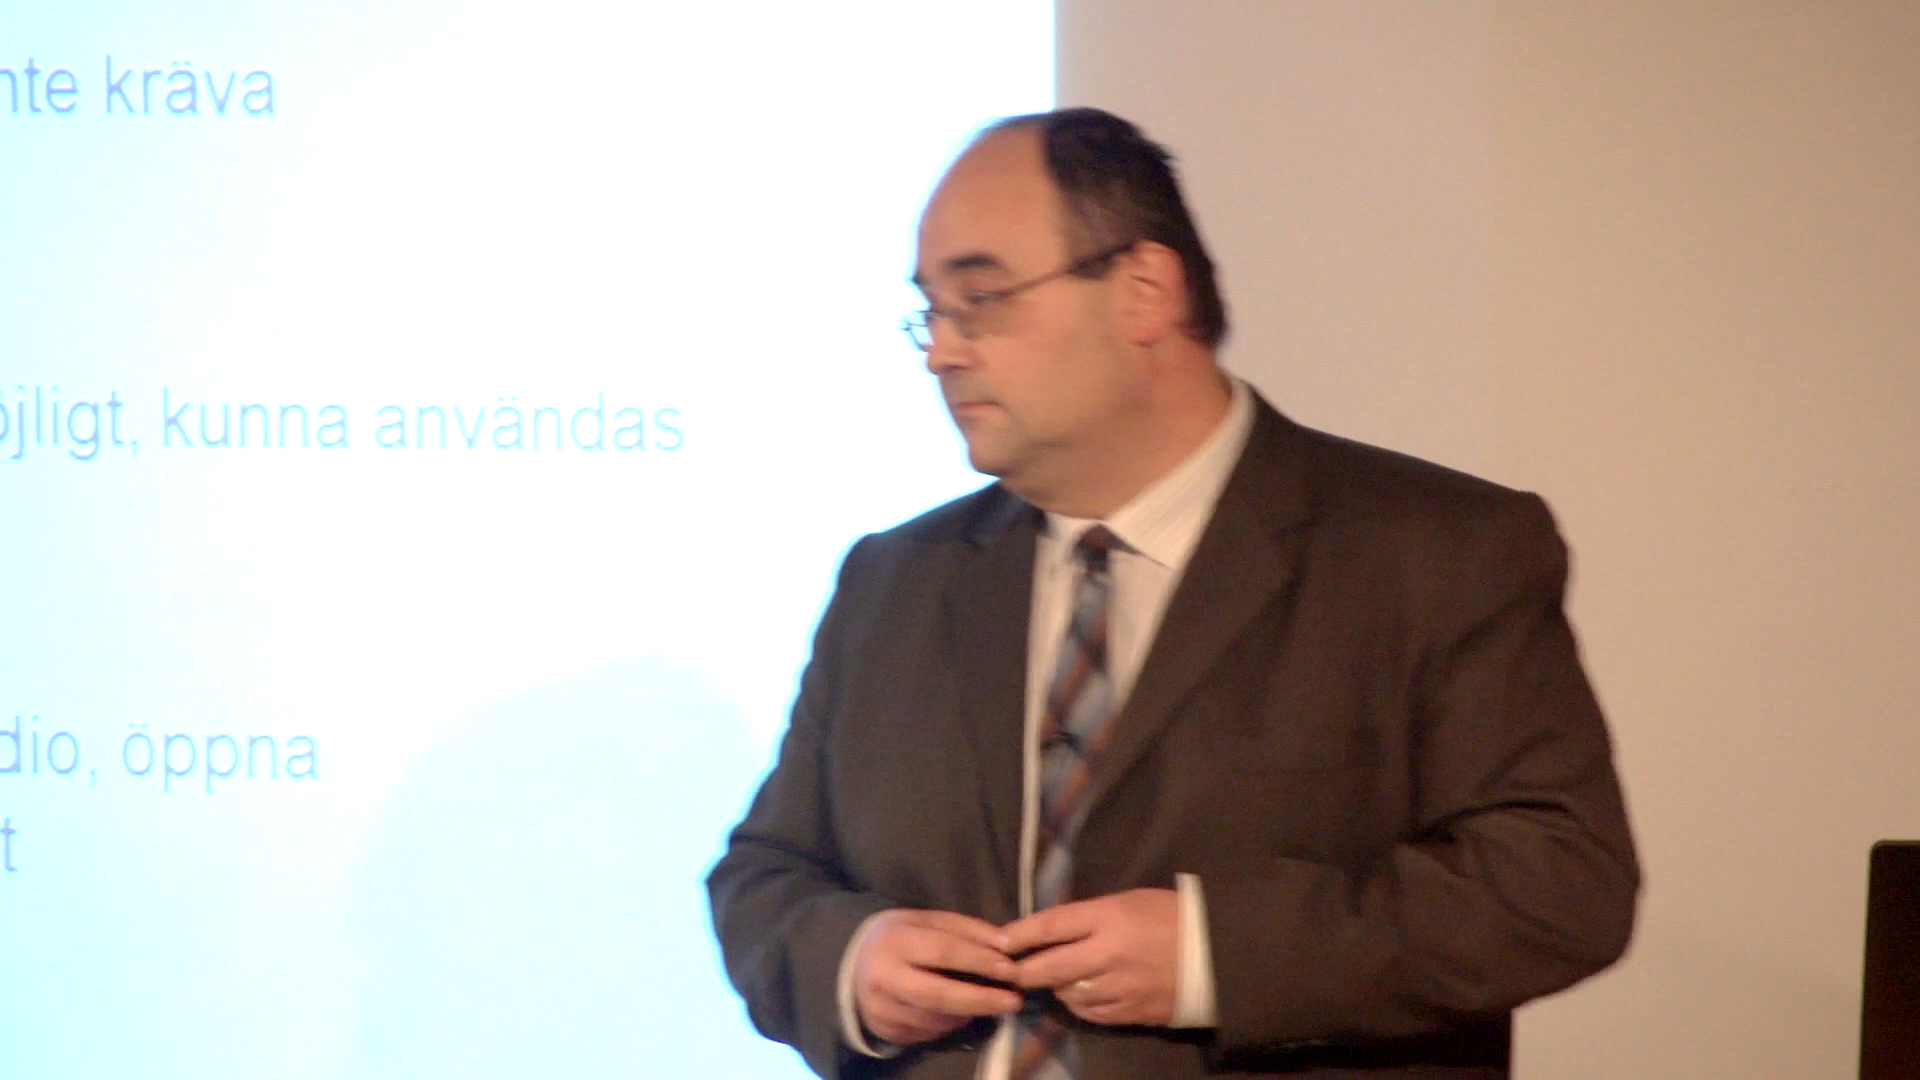 nte kräva
öjligt, kunna användas
dio, öppna
t